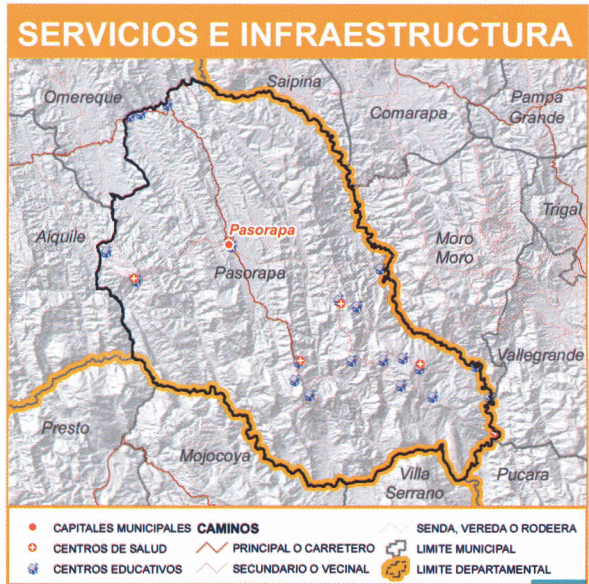 SERVICIOS E INFRAESTRUCTURA
Saipina
Omereque
Comarapa
Pampa
Grande
Trigal
Pasorapa
Aiquile
Moro
Moro
Pasorapa
Vallegrande
Presto
Mojocoya
Villa
Serrano
Pucara
CAPITALES MUNICIPALES
CENTROS DE SALUD
CENTROS EDUCATIVOS
CAMINOS
PRINCIPAL O CARRETERO
SECUNDARIO O VECINAL
SENDA, VEREDA O RODEERA
LIMITE MUNICIPAL
LIMITE DEPARTAMENTAL